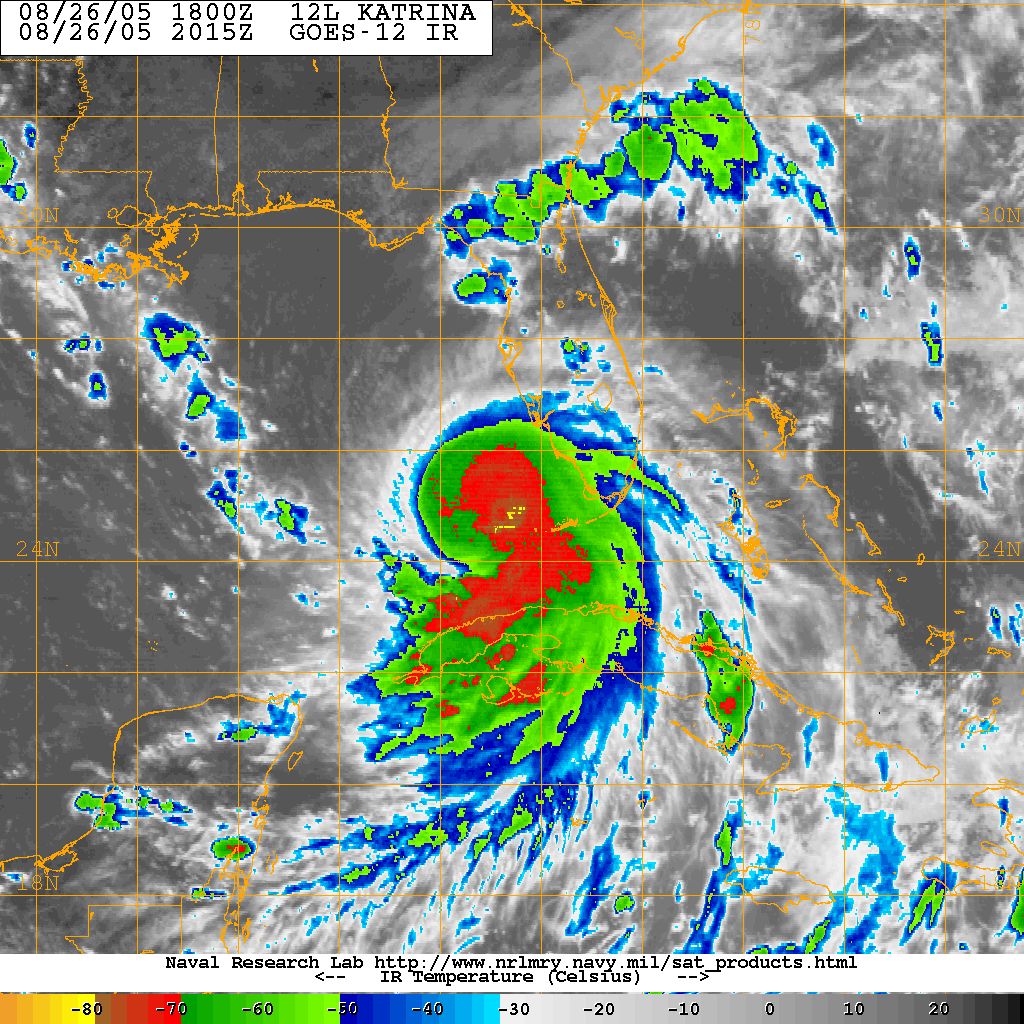 08/26/05 1800Z 12L KATRINA
08/26/05 2015Z GOES-12 IR
30N 30N
24N 24N
18N
Naval Research Lab http://www.nrlmry.navy.mil/sat_products.html
<-- IR Temperature (Celsius) -->
-80 -70 -60 -50 -40 -30 -20 -10 0 10 20